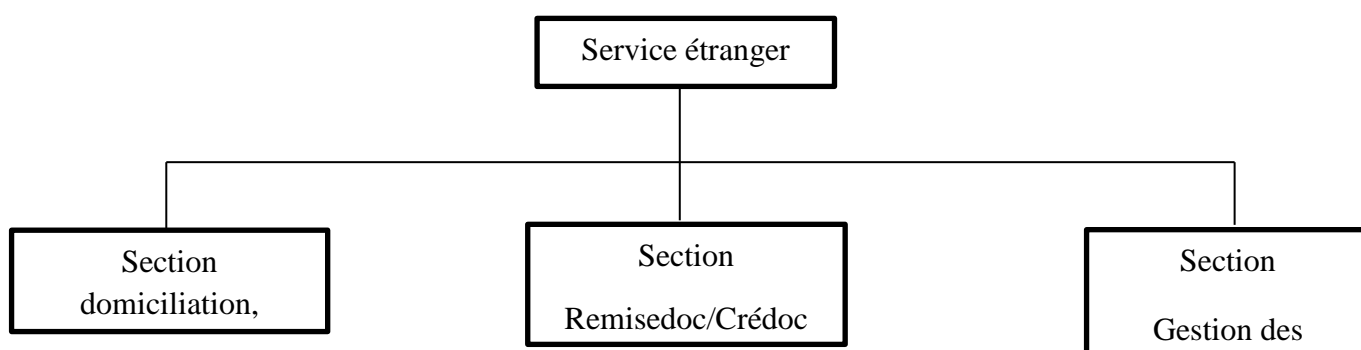 Service étranger
Section
domiciliation,
Section
Remisedoc/Crédoc
Section
Gestion des